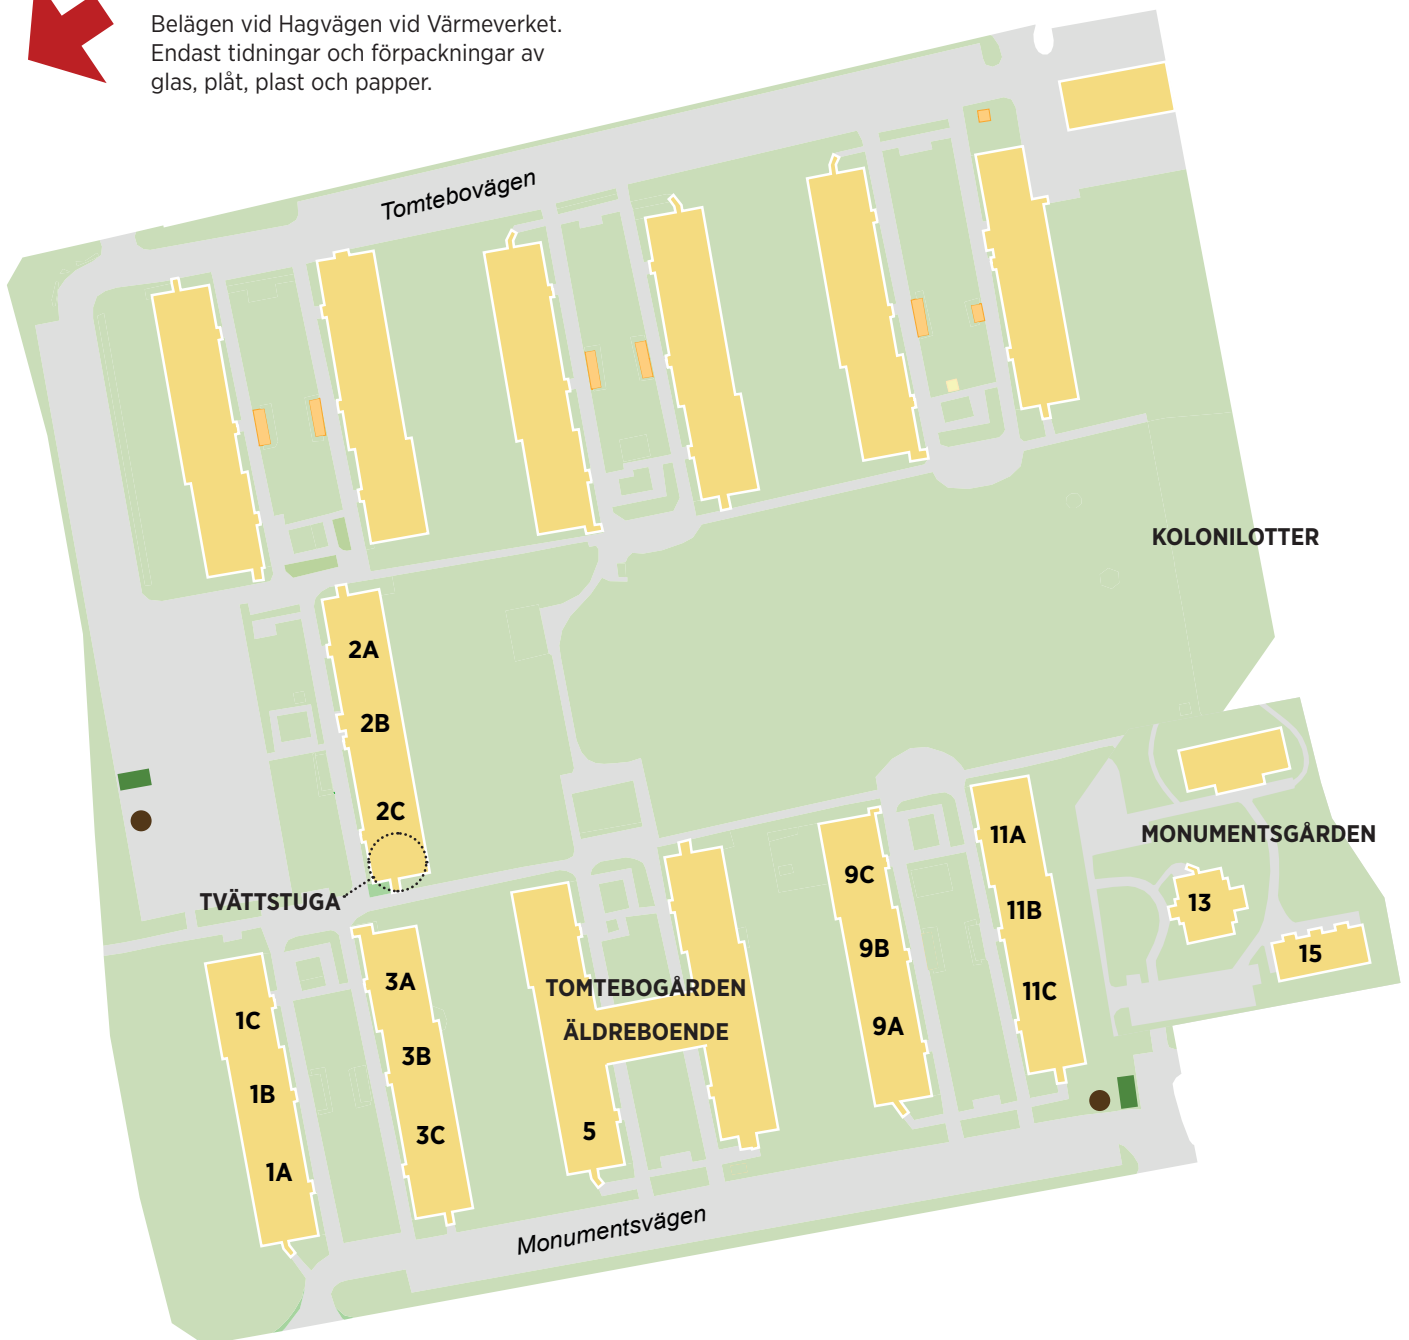 Belägen vid Hagvägen vid Värmeverket.
Endast tidningar och förpackningar av
glas, plåt, plast och papper.
Tomtebovägen
KOLONILOTTER
2A
2B
2C
TVÄTTSTUGA
MONUMENTSGÅRDEN
11A
9C
13
11B
9B
15
3A
TOMTEBOGÅRDEN
11C
1C
ÄLDREBOENDE
9A
3B
1B
5
3C
1A
Monumentsvägen